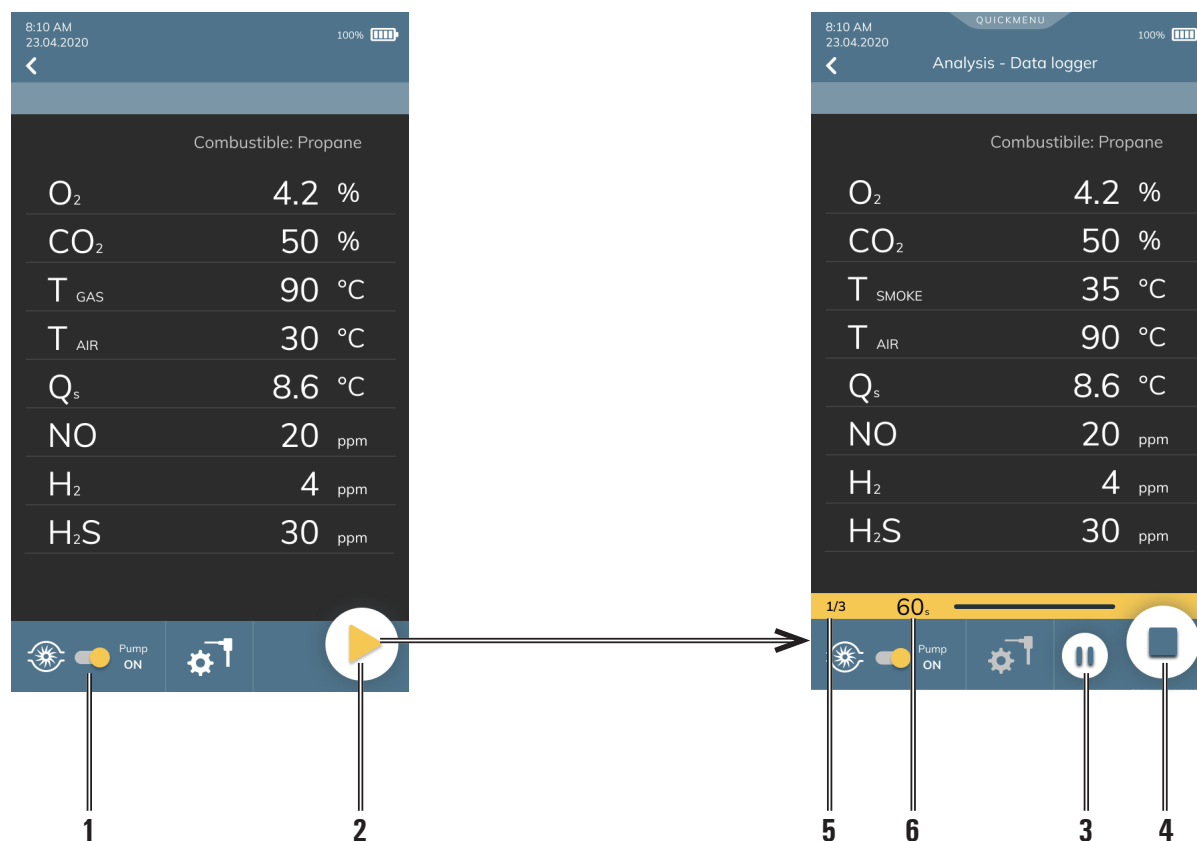 8:10 AM
23.04.2020
100%
Combustible: Propane
O₂ 4.2 %
CO₂ 50 %
T GAS 90 °C
T AIR 30 °C
Qs 8.6 °C
NO 20 ppm
H₂ 4 ppm
H₂S 30 ppm
Pump
ON
1
2
QUICKMENU
8:10 AM
23.04.2020
100%
Analysis - Data logger
Combustibile: Propane
O₂ 4.2 %
CO₂ 50 %
T SMOKE 35 °C
T AIR 90 °C
Qs 8.6 °C
NO 20 ppm
H₂ 4 ppm
H₂S 30 ppm
1/3 60s
Pump
ON
5
6
3
4